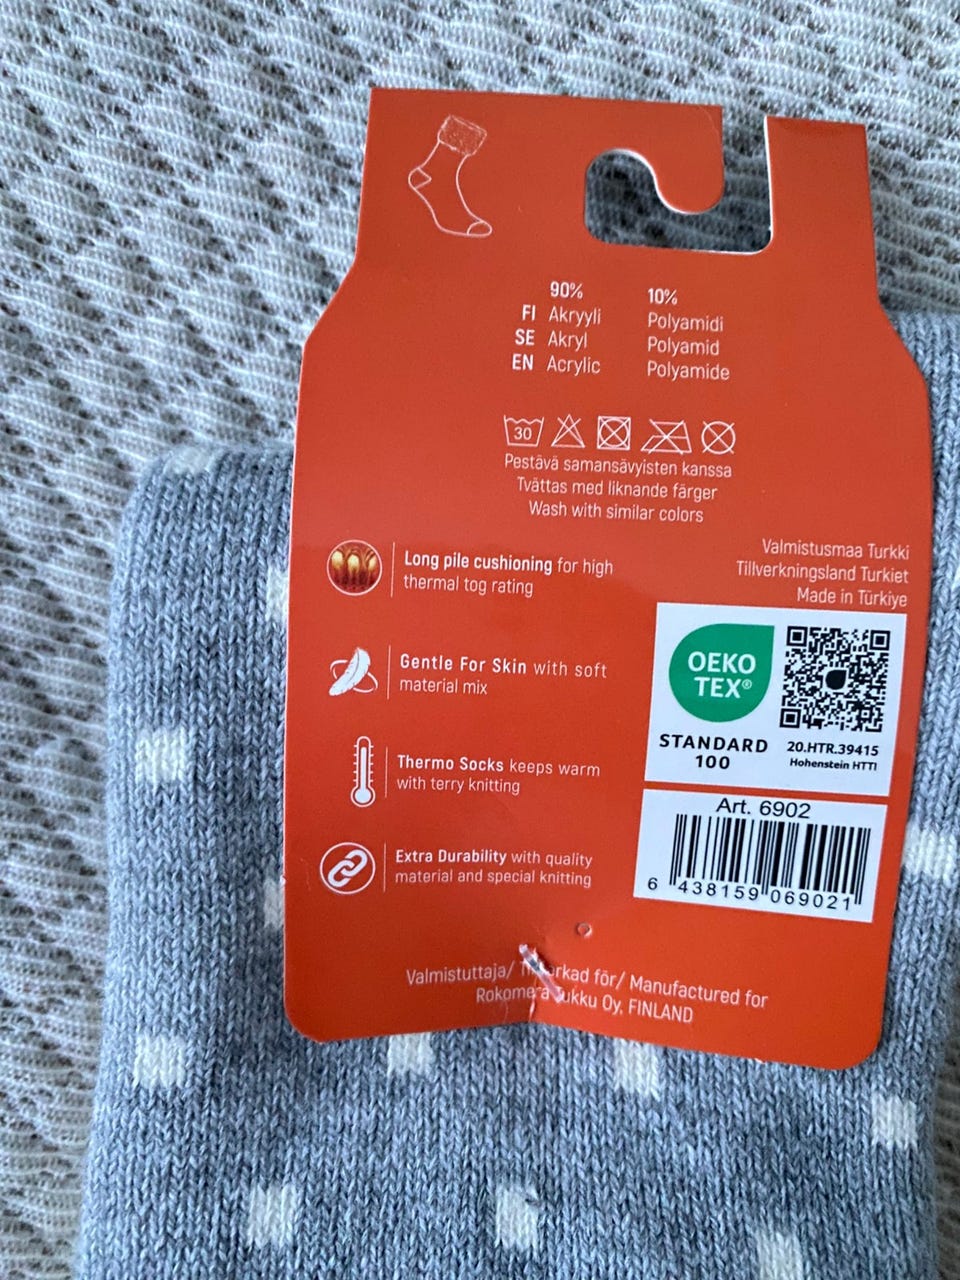 90% 10%
FI Akryyli Polyamidi
SE Akryl Polyamid
EN Acrylic Polyamide
30
Pestävä samansävyisten kanssa
Tvättas med liknande färger
Wash with similar colors
Valmistusmaa Turkki
Tillverkningsland Turkiet
Made in Türkiye
Long pile cushioning for high
thermal tog rating
Gentle For Skin with soft
material mix
Thermo Socks keeps warm
with terry knitting
Extra Durability with quality
material and special knitting
OEKO
TEX®
STANDARD
100
20.HTR.39415
Hohenstein HTTI
Art. 6902
6 438159 069021
Valmistuttaja/ för/ Manufactured for
Rokomera Oy, FINLAND